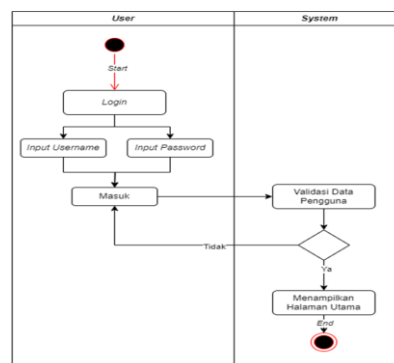 User
System
Start
Login
Input Username
Input Password
Masuk
Validasi Data
Pengguna
Tidak
Ya
Menampilkan
Halaman Utama
End